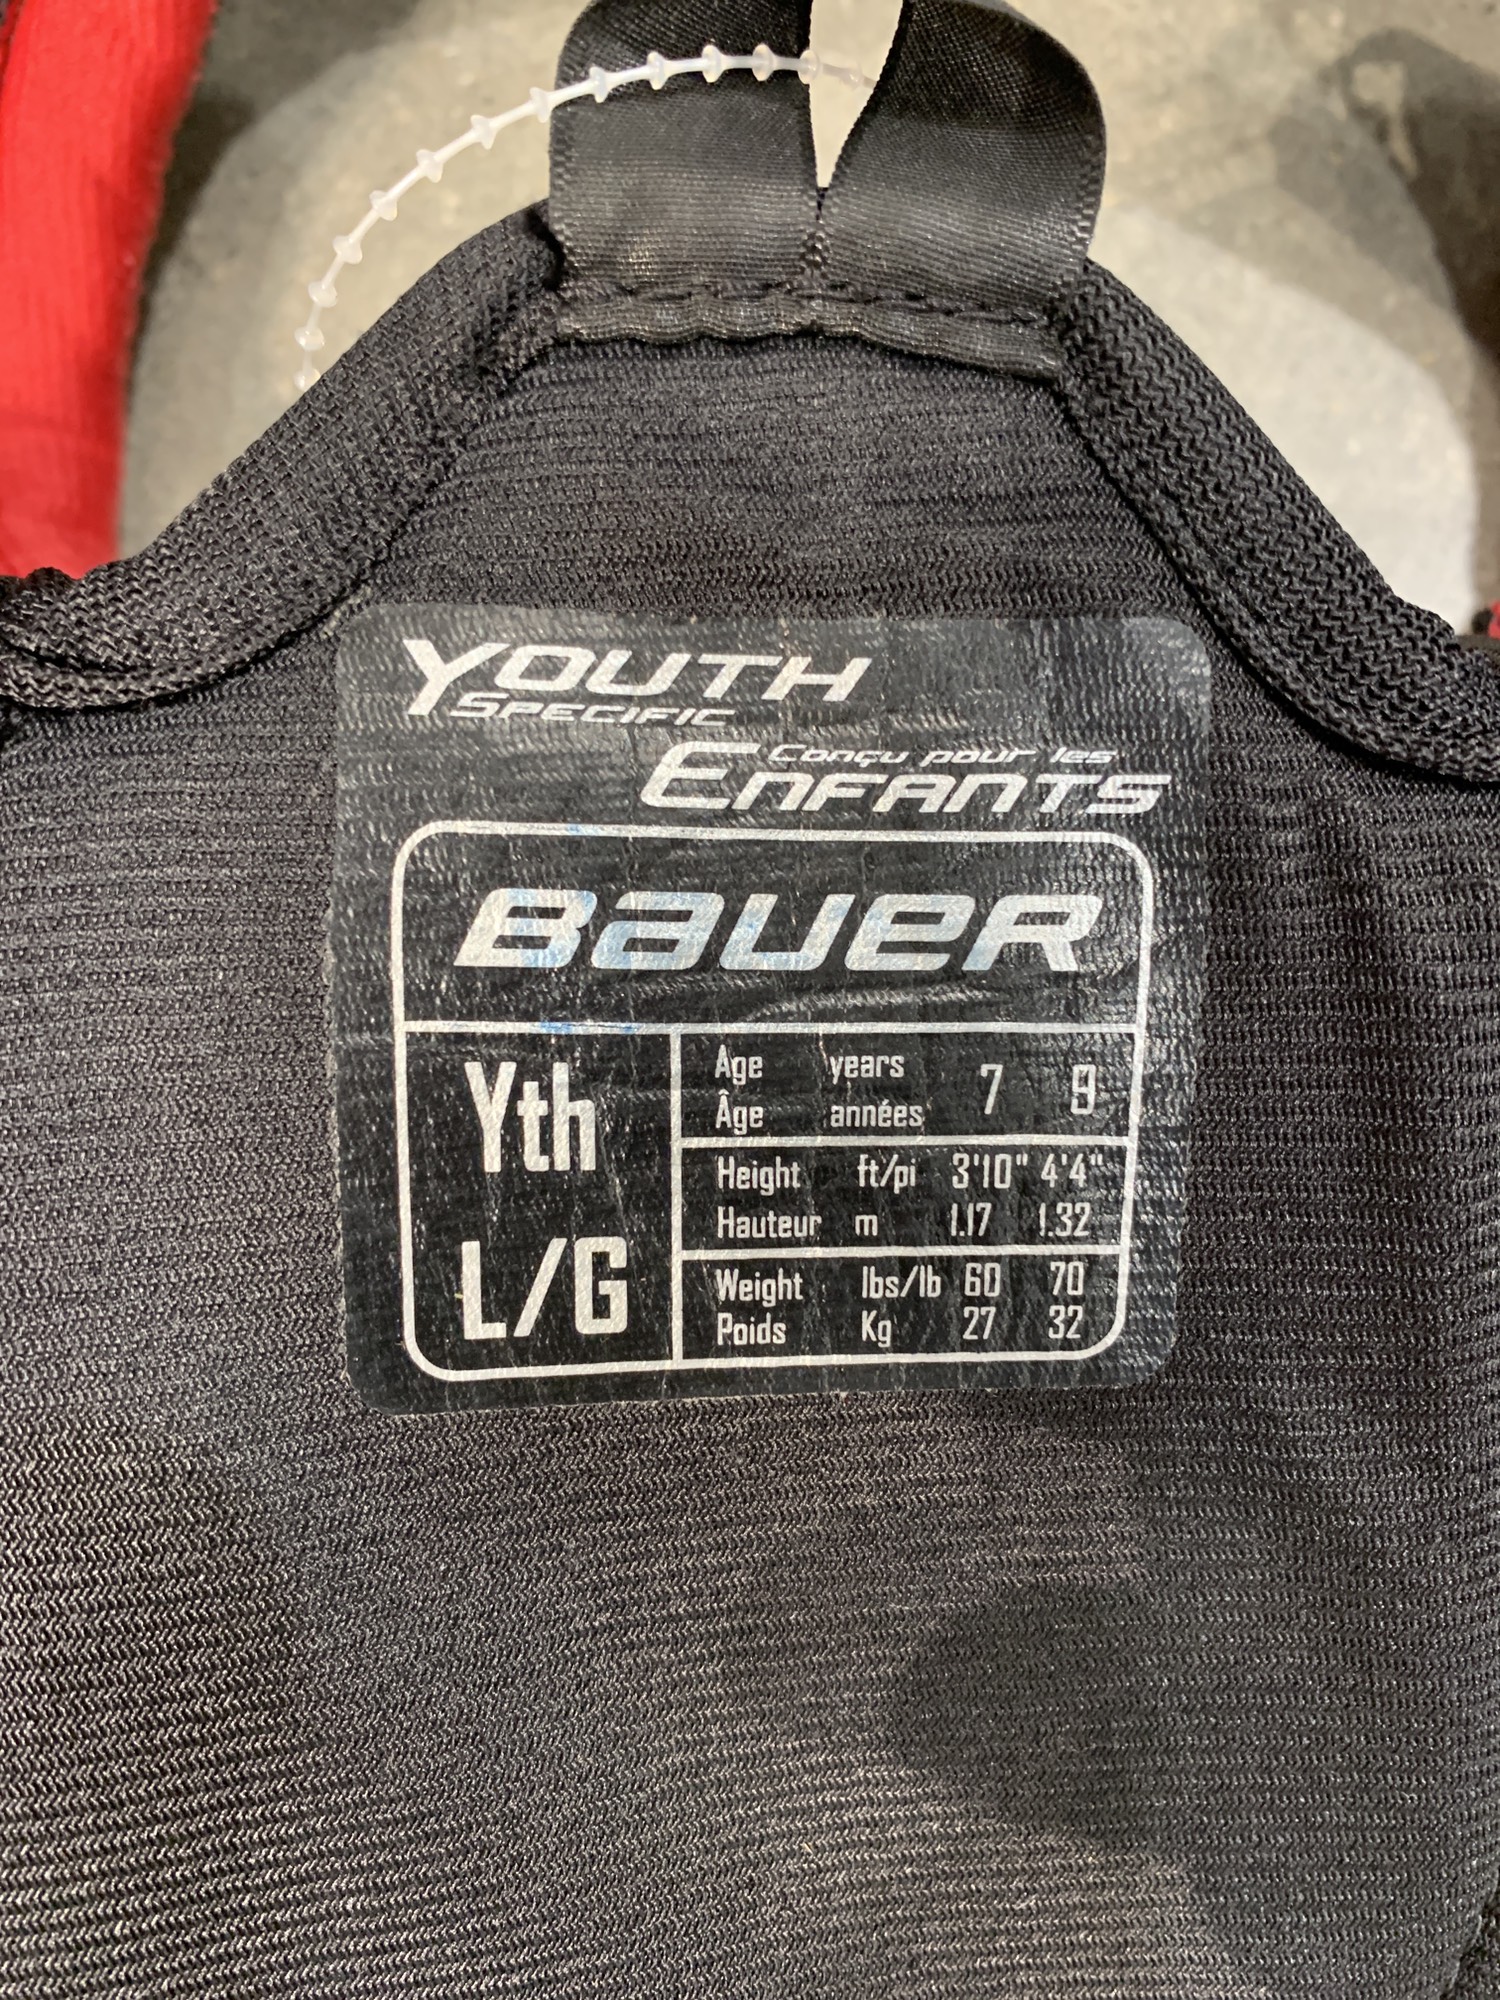 YOUTH
SPECIFIC
Conçu pour les
ENFANTS
BAUER
Yth
L/G
Age years 7
Âge années
Height ft/pi 3'10" 4'4"
Hauteur m 1.17 1.32
Weight lbs/lb 60 70
Poids Kg 27 32